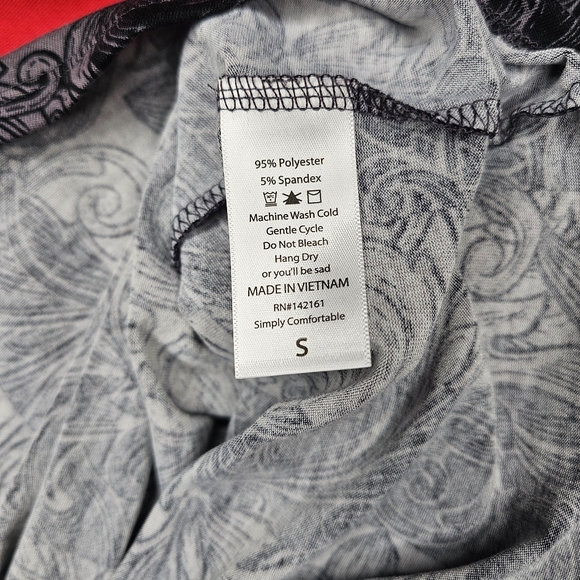 95% Polyester
5% Spandex
Machine Wash Cold
Gentle Cycle
Do Not Bleach
Hang Dry
or you'll be sad
MADE IN VIETNAM
RN#142161
Simply Comfortable
S